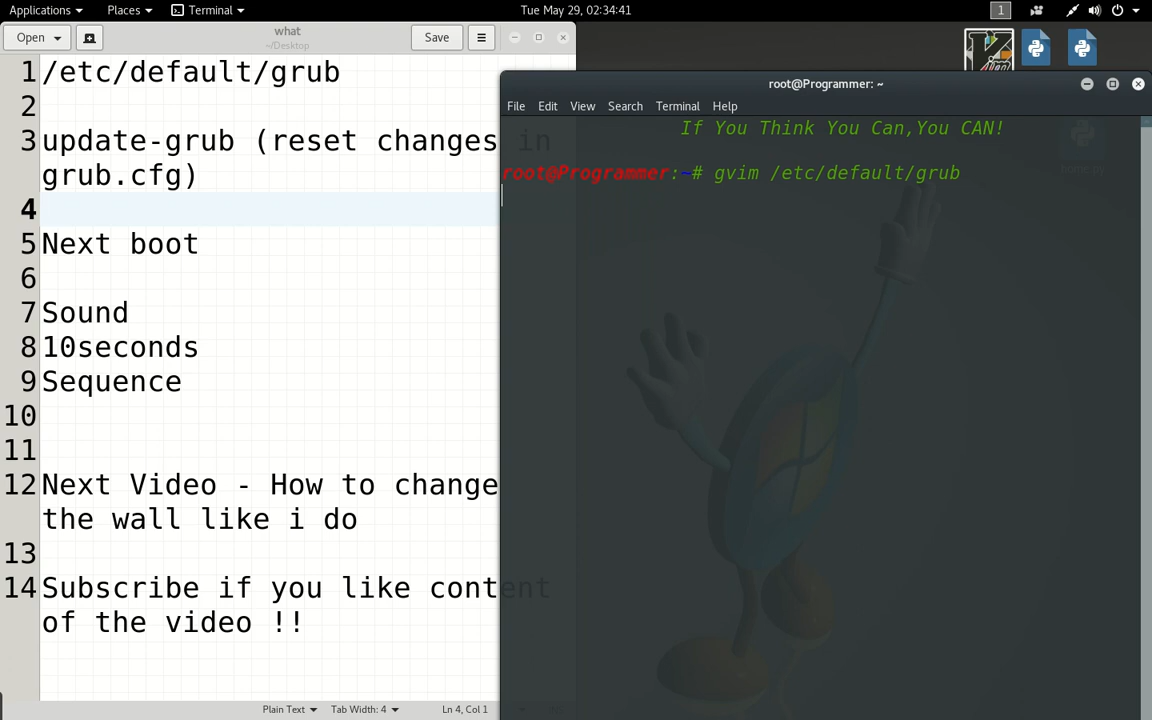 Applications Places Terminal Tue May 29, 02:34:41 1
Open what Save
~/Desktop
1 /etc/default/grub
2
3 update-grub (reset changes in
grub.cfg)
4
5 Next boot
6
7 Sound
8 10seconds
9 Sequence
10
11
12 Next Video - How to change
the wall like i do
13
14 Subscribe if you like content
of the video !!
Plain Text Tab Width: 4 Ln 4, Col 1
root@Programmer: ~
File Edit View Search Terminal Help
If You Think You Can,You CAN!
root@Programmer:~# gvim /etc/default/grub